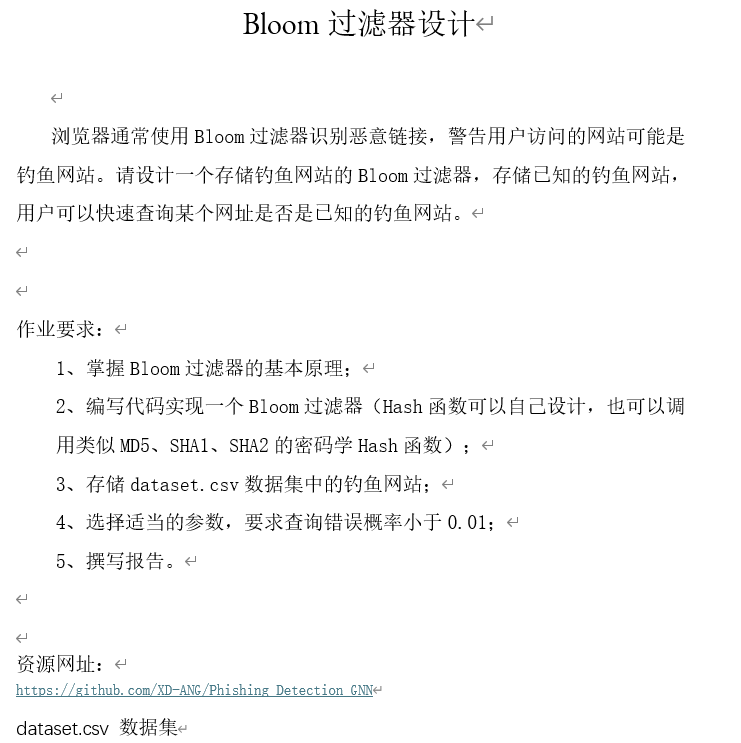 Bloom 过滤器设计
浏览器通常使用 Bloom 过滤器识别恶意链接，警告用户访问的网站可能是
钓鱼网站。请设计一个存储钓鱼网站的 Bloom 过滤器，存储已知的钓鱼网站，
用户可以快速查询某个网址是否是已知的钓鱼网站。
作业要求：
1、掌握 Bloom 过滤器的基本原理；
2、编写代码实现一个 Bloom 过滤器（Hash 函数可以自己设计，也可以调
用类似 MD5、SHA1、SHA2 的密码学 Hash 函数）；
3、存储 dataset.csv 数据集中的钓鱼网站；
4、选择适当的参数，要求查询错误概率小于 0.01；
5、撰写报告。
资源网址：
https://github.com/XD-ANG/Phishing_Detection_GNN
dataset.csv 数据集